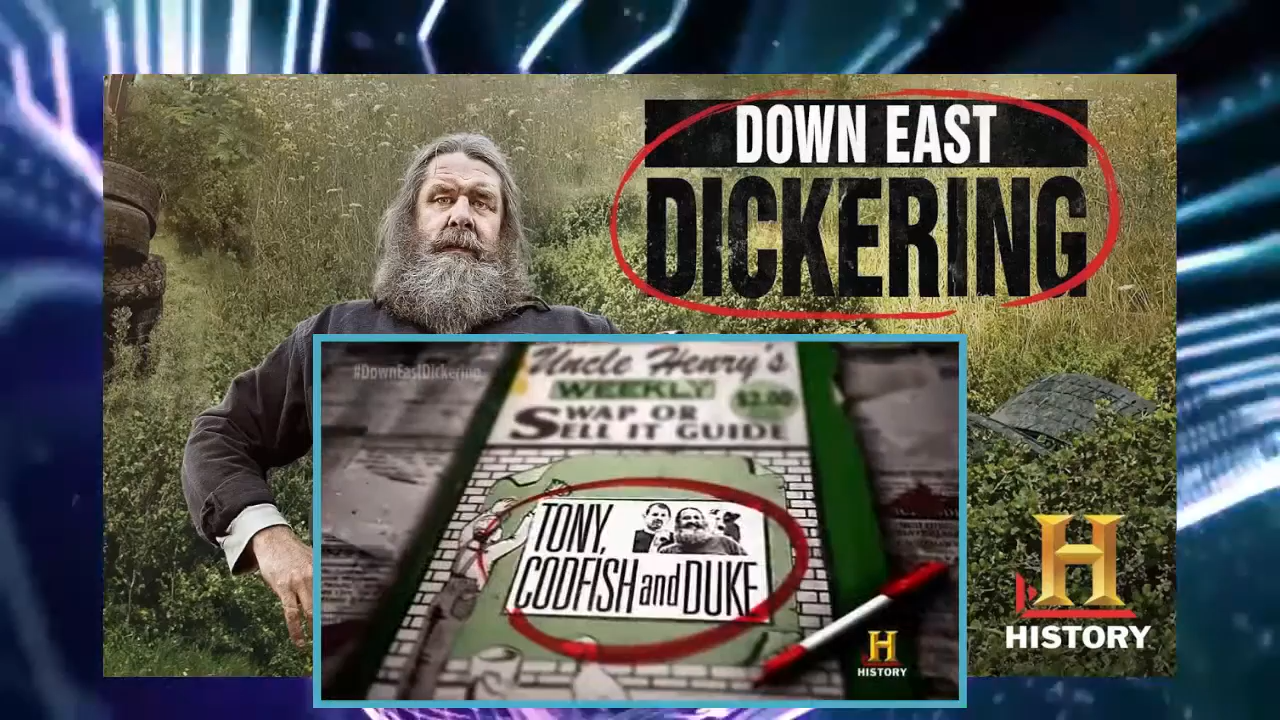 DOWN EAST
DICKERING
#DownEastDickering
Uncle Henry's
WEEKLY
$2.00
SWAP OR
SELL IT GUIDE
TONY,
CODFISH and DUKE
H
HISTORY
H
HISTORY